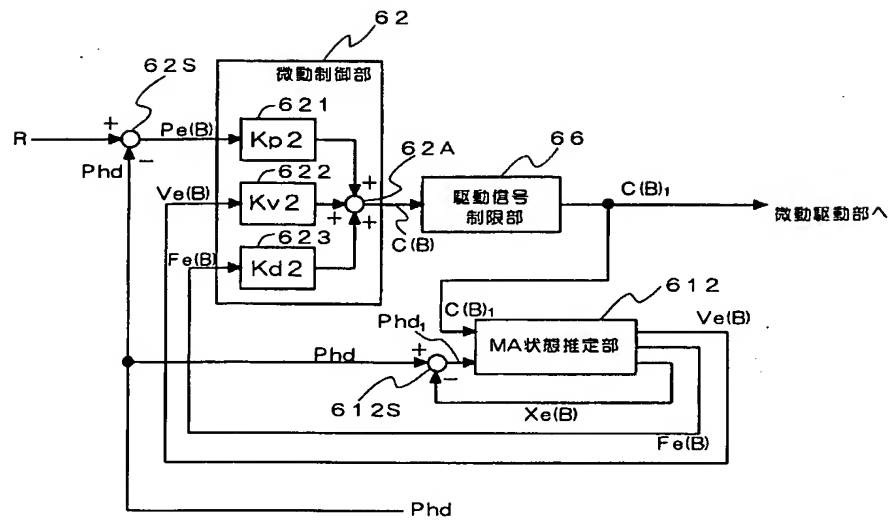 62
62S
微動制御部
621
R
+
Pe(B)
Kp2
62A
66
Phd
−
622
+
C(B)₁
Ve(B)
Kv2
+
駆動信号
制限部
微動駆動部へ
623
+
C(B)
Fe(B)
Kd2
612
C(B)₁
Ve(B)
Phd₁
Phd
+
MA状態推定部
−
612S
Xe(B)
Fe(B)
Phd